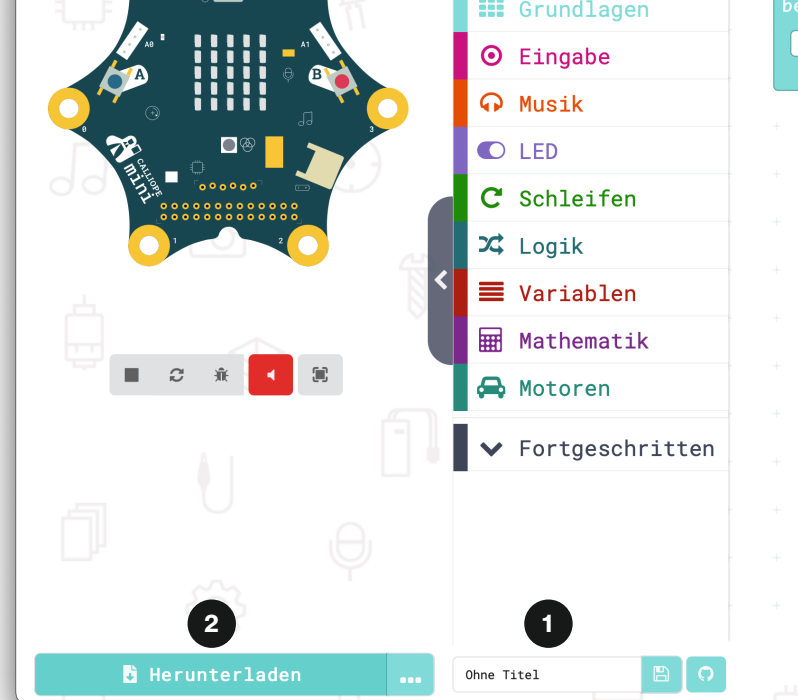 Grundlagen
Eingabe
Musik
LED
Schleifen
Logik
Variablen
Mathematik
Motoren
Fortgeschritten
A0
A1
A
B
0
3
CALLIOPE
mini
1
2
2
1
Herunterladen
...
Ohne Titel
be